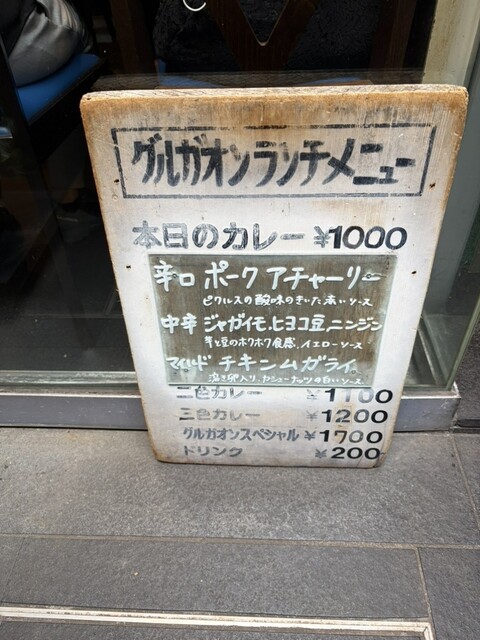 グルガオンランチメニュー
本日のカレー ¥1000
辛口 ポーク アチャーリー
ピクルスの酸味のきいた赤いソース
中辛 ジャガイモ、ヒヨコ豆、ニンジン
芋と豆のホクホク食感、イエローソース
マイルド チキンムガライ。
溶き卵入り、カシューナッツの白いソース
二色カレー ¥1100
三色カレー ¥1200
グルガオンスペシャル ¥1700
ドリンク ¥200